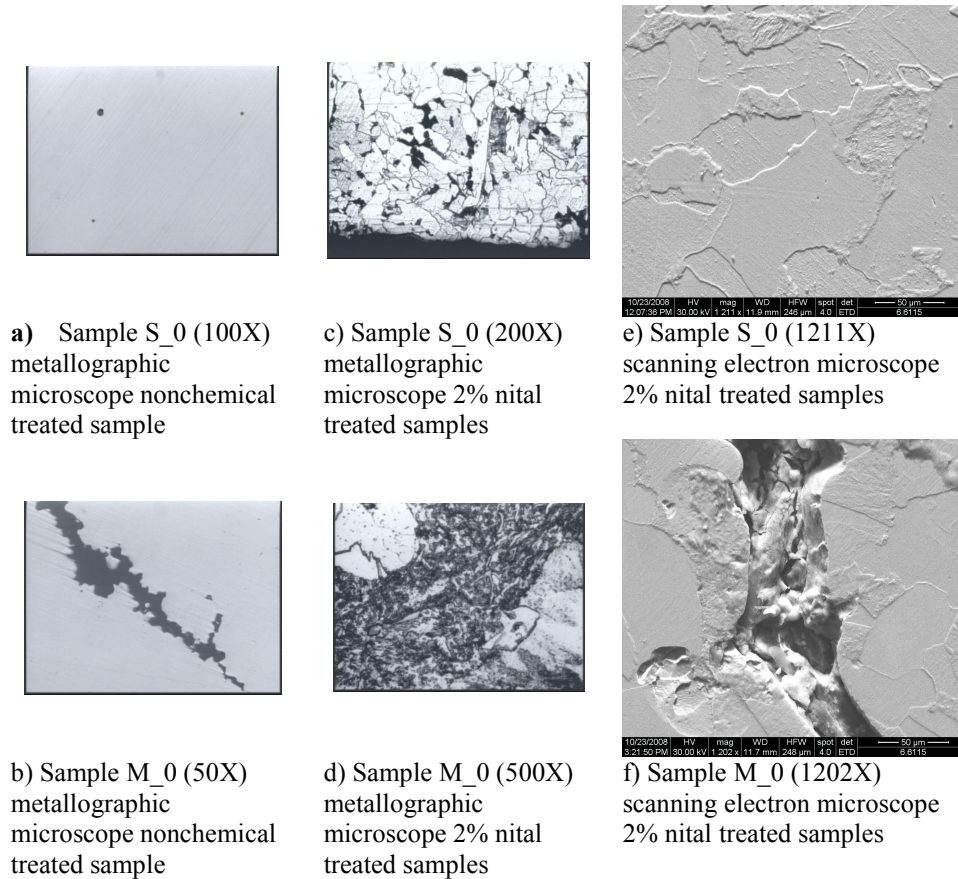 10/23/2008 HV mag WD HFW spot det 50 µm
12:07:36 PM 30.00 kV 1 211 x 11.9 mm 246 µm 4.0 ETD 6.6115
a) Sample S_0 (100X)
metallographic
microscope nonchemical
treated sample
c) Sample S_0 (200X)
metallographic
microscope 2% nital
treated samples
e) Sample S_0 (1211X)
scanning electron microscope
2% nital treated samples
10/23/2008 HV mag WD HFW spot det 50 µm
3:21:50 PM 30.00 kV 1 202 x 11.7 mm 248 µm 4.0 ETD 6.6115
b) Sample M_0 (50X)
metallographic
microscope nonchemical
treated sample
d) Sample M_0 (500X)
metallographic
microscope 2% nital
treated samples
f) Sample M_0 (1202X)
scanning electron microscope
2% nital treated samples